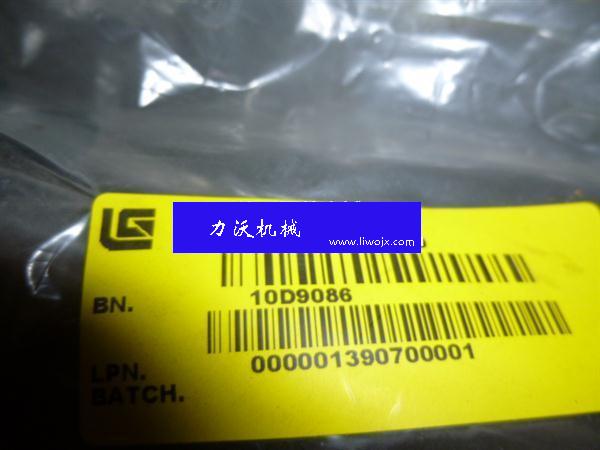 力沃机械
www.liwojx.com
BN.
10D9086
LPN.
000001390700001
BATCH.